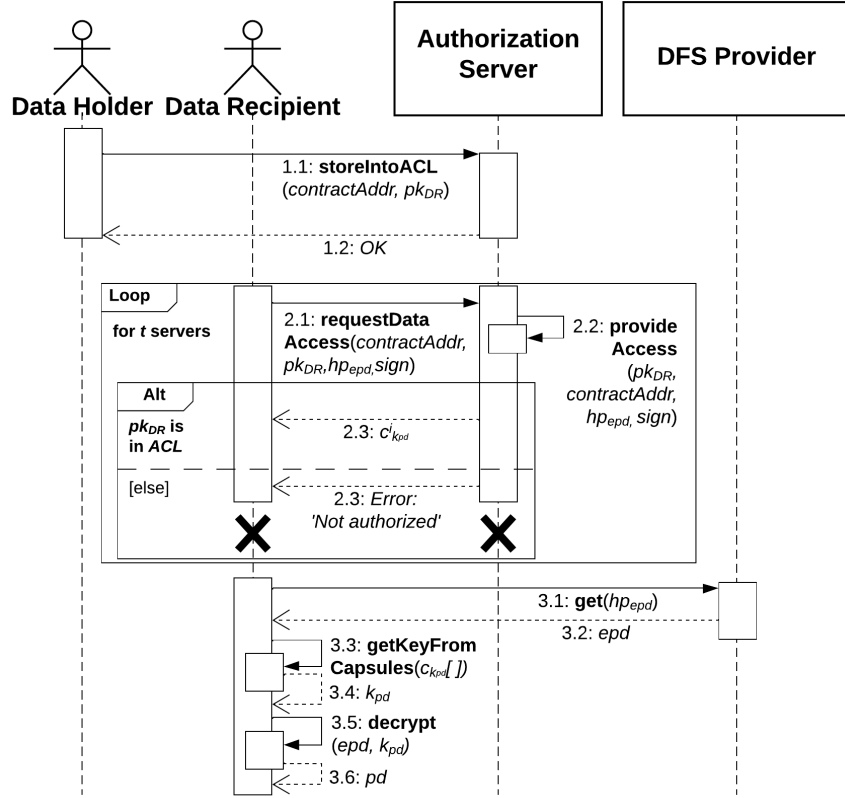 Authorization
Server
DFS Provider
Data Holder
Data Recipient
1.1: storeIntoACL
(contractAddr, pkDR)
1.2: OK
Loop
for t servers
2.1: requestData
Access(contractAddr,
pkDR,hpepd,sign)
2.2: provide
Access
(pkDR,
contractAddr,
hpepd, sign)
Alt
pkDR is
in ACL
2.3: cikpd
[else]
2.3: Error:
'Not authorized'
3.1: get(hpepd)
3.2: epd
3.3: getKeyFrom
Capsules(ckpd[ ])
3.4: kpd
3.5: decrypt
(epd, kpd)
3.6: pd